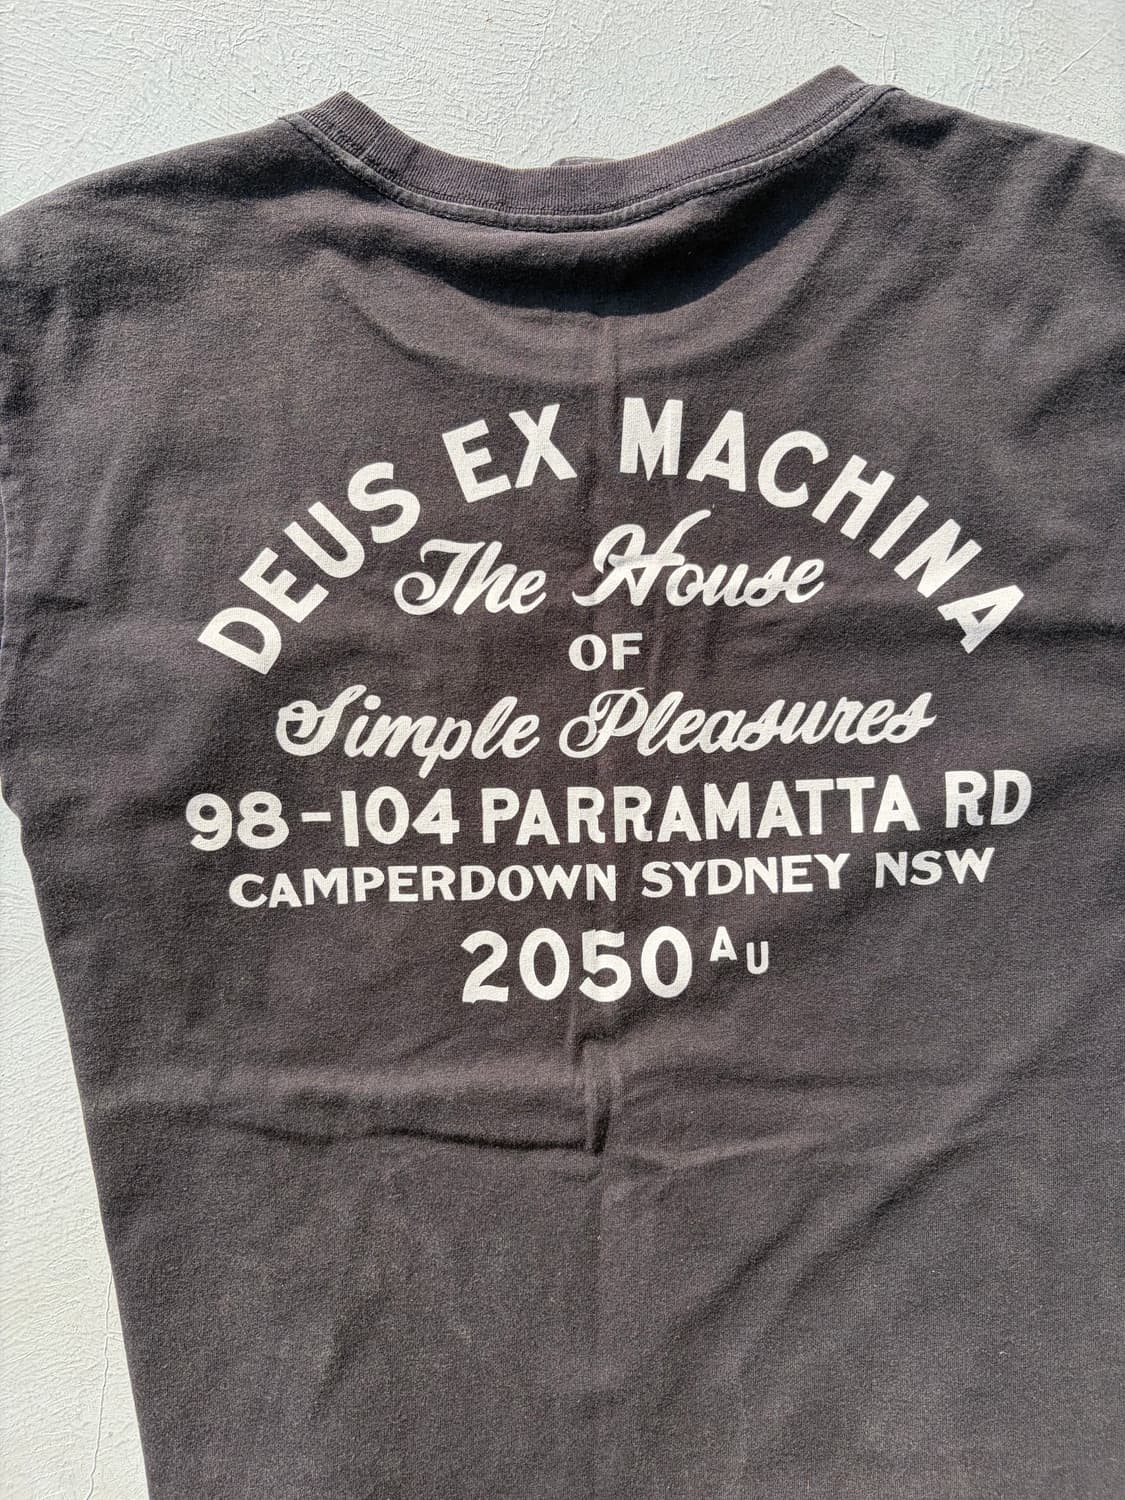 DEUS EX MACHINA
The House
OF
Simple Pleasures
98-104 PARRAMATTA RD
CAMPERDOWN SYDNEY NSW
2050 AU